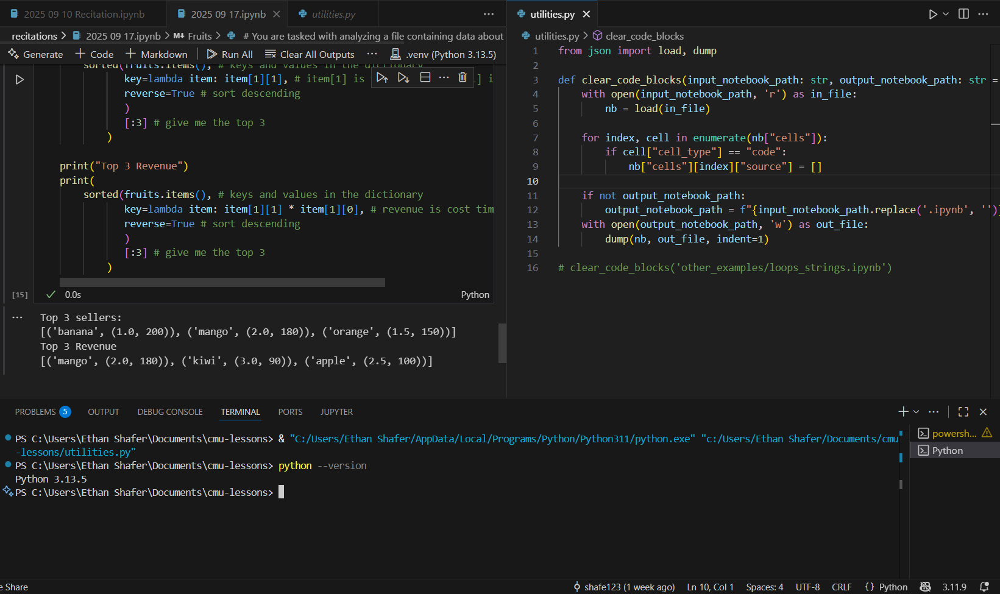 2025 09 10 Recitation.ipynb
2025 09 17.ipynb
utilities.py
utilities.py
recitations > 2025 09 17.ipynb > M↓ Fruits > # You are tasked with analyzing a file containing data about
utilities.py > clear_code_blocks
Generate + Code + Markdown Run All Clear All Outputs ... .venv (Python 3.13.5)
sorted(fruits.items(), # keys and values in the dictionary
key=lambda item: item[1][1], # item[1] is
] i
reverse=True # sort descending
)
[:3] # give me the top 3
)
print("Top 3 Revenue")
print(
sorted(fruits.items(), # keys and values in the dictionary
key=lambda item: item[1][1] * item[1][0], # revenue is cost tim
reverse=True # sort descending
)
[:3] # give me the top 3
)
[15] 0.0s Python
Top 3 sellers:
[('banana', (1.0, 200)), ('mango', (2.0, 180)), ('orange', (1.5, 150))]
Top 3 Revenue
[('mango', (2.0, 180)), ('kiwi', (3.0, 90)), ('apple', (2.5, 100))]
1 from json import load, dump
2
3 def clear_code_blocks(input_notebook_path: str, output_notebook_path: str =
4 with open(input_notebook_path, 'r') as in_file:
5 nb = load(in_file)
6
7 for index, cell in enumerate(nb["cells"]):
8 if cell["cell_type"] == "code":
9 nb["cells"][index]["source"] = []
10
11 if not output_notebook_path:
12 output_notebook_path = f"{input_notebook_path.replace('.ipynb', '')}
13 with open(output_notebook_path, 'w') as out_file:
14 dump(nb, out_file, indent=1)
15
16 # clear_code_blocks('other_examples/loops_strings.ipynb')
PROBLEMS 5 OUTPUT DEBUG CONSOLE TERMINAL PORTS JUPYTER
PS C:\Users\Ethan Shafer\Documents\cmu-lessons> & "C:/Users/Ethan Shafer/AppData/Local/Programs/Python/Python311/python.exe" "c:/Users/Ethan Shafer/Documents/cmu
-lessons/utilities.py"
PS C:\Users\Ethan Shafer\Documents\cmu-lessons> python --version
Python 3.13.5
PS C:\Users\Ethan Shafer\Documents\cmu-lessons>
powersh...
Python
e Share
shafe123 (1 week ago) Ln 10, Col 1 Spaces: 4 UTF-8 CRLF {} Python 3.11.9